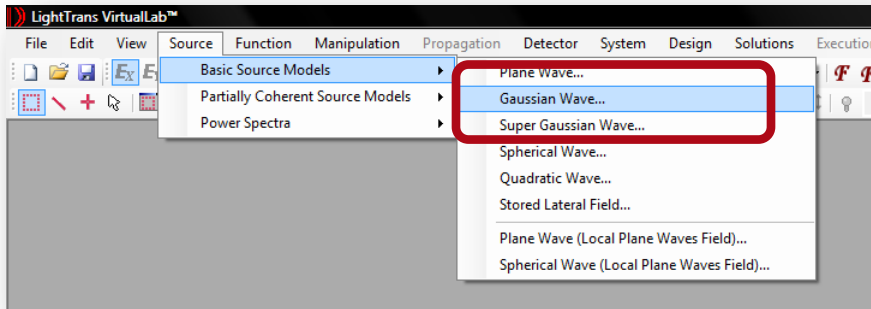 LightTrans VirtualLab™
File Edit View Source Function Manipulation Propagation Detector System Design Solutions
Basic Source Models
Partially Coherent Source Models
Power Spectra
Plane Wave...
Gaussian Wave...
Super Gaussian Wave...
Spherical Wave...
Quadratic Wave...
Stored Lateral Field...
Plane Wave (Local Plane Waves Field)...
Spherical Wave (Local Plane Waves Field)...